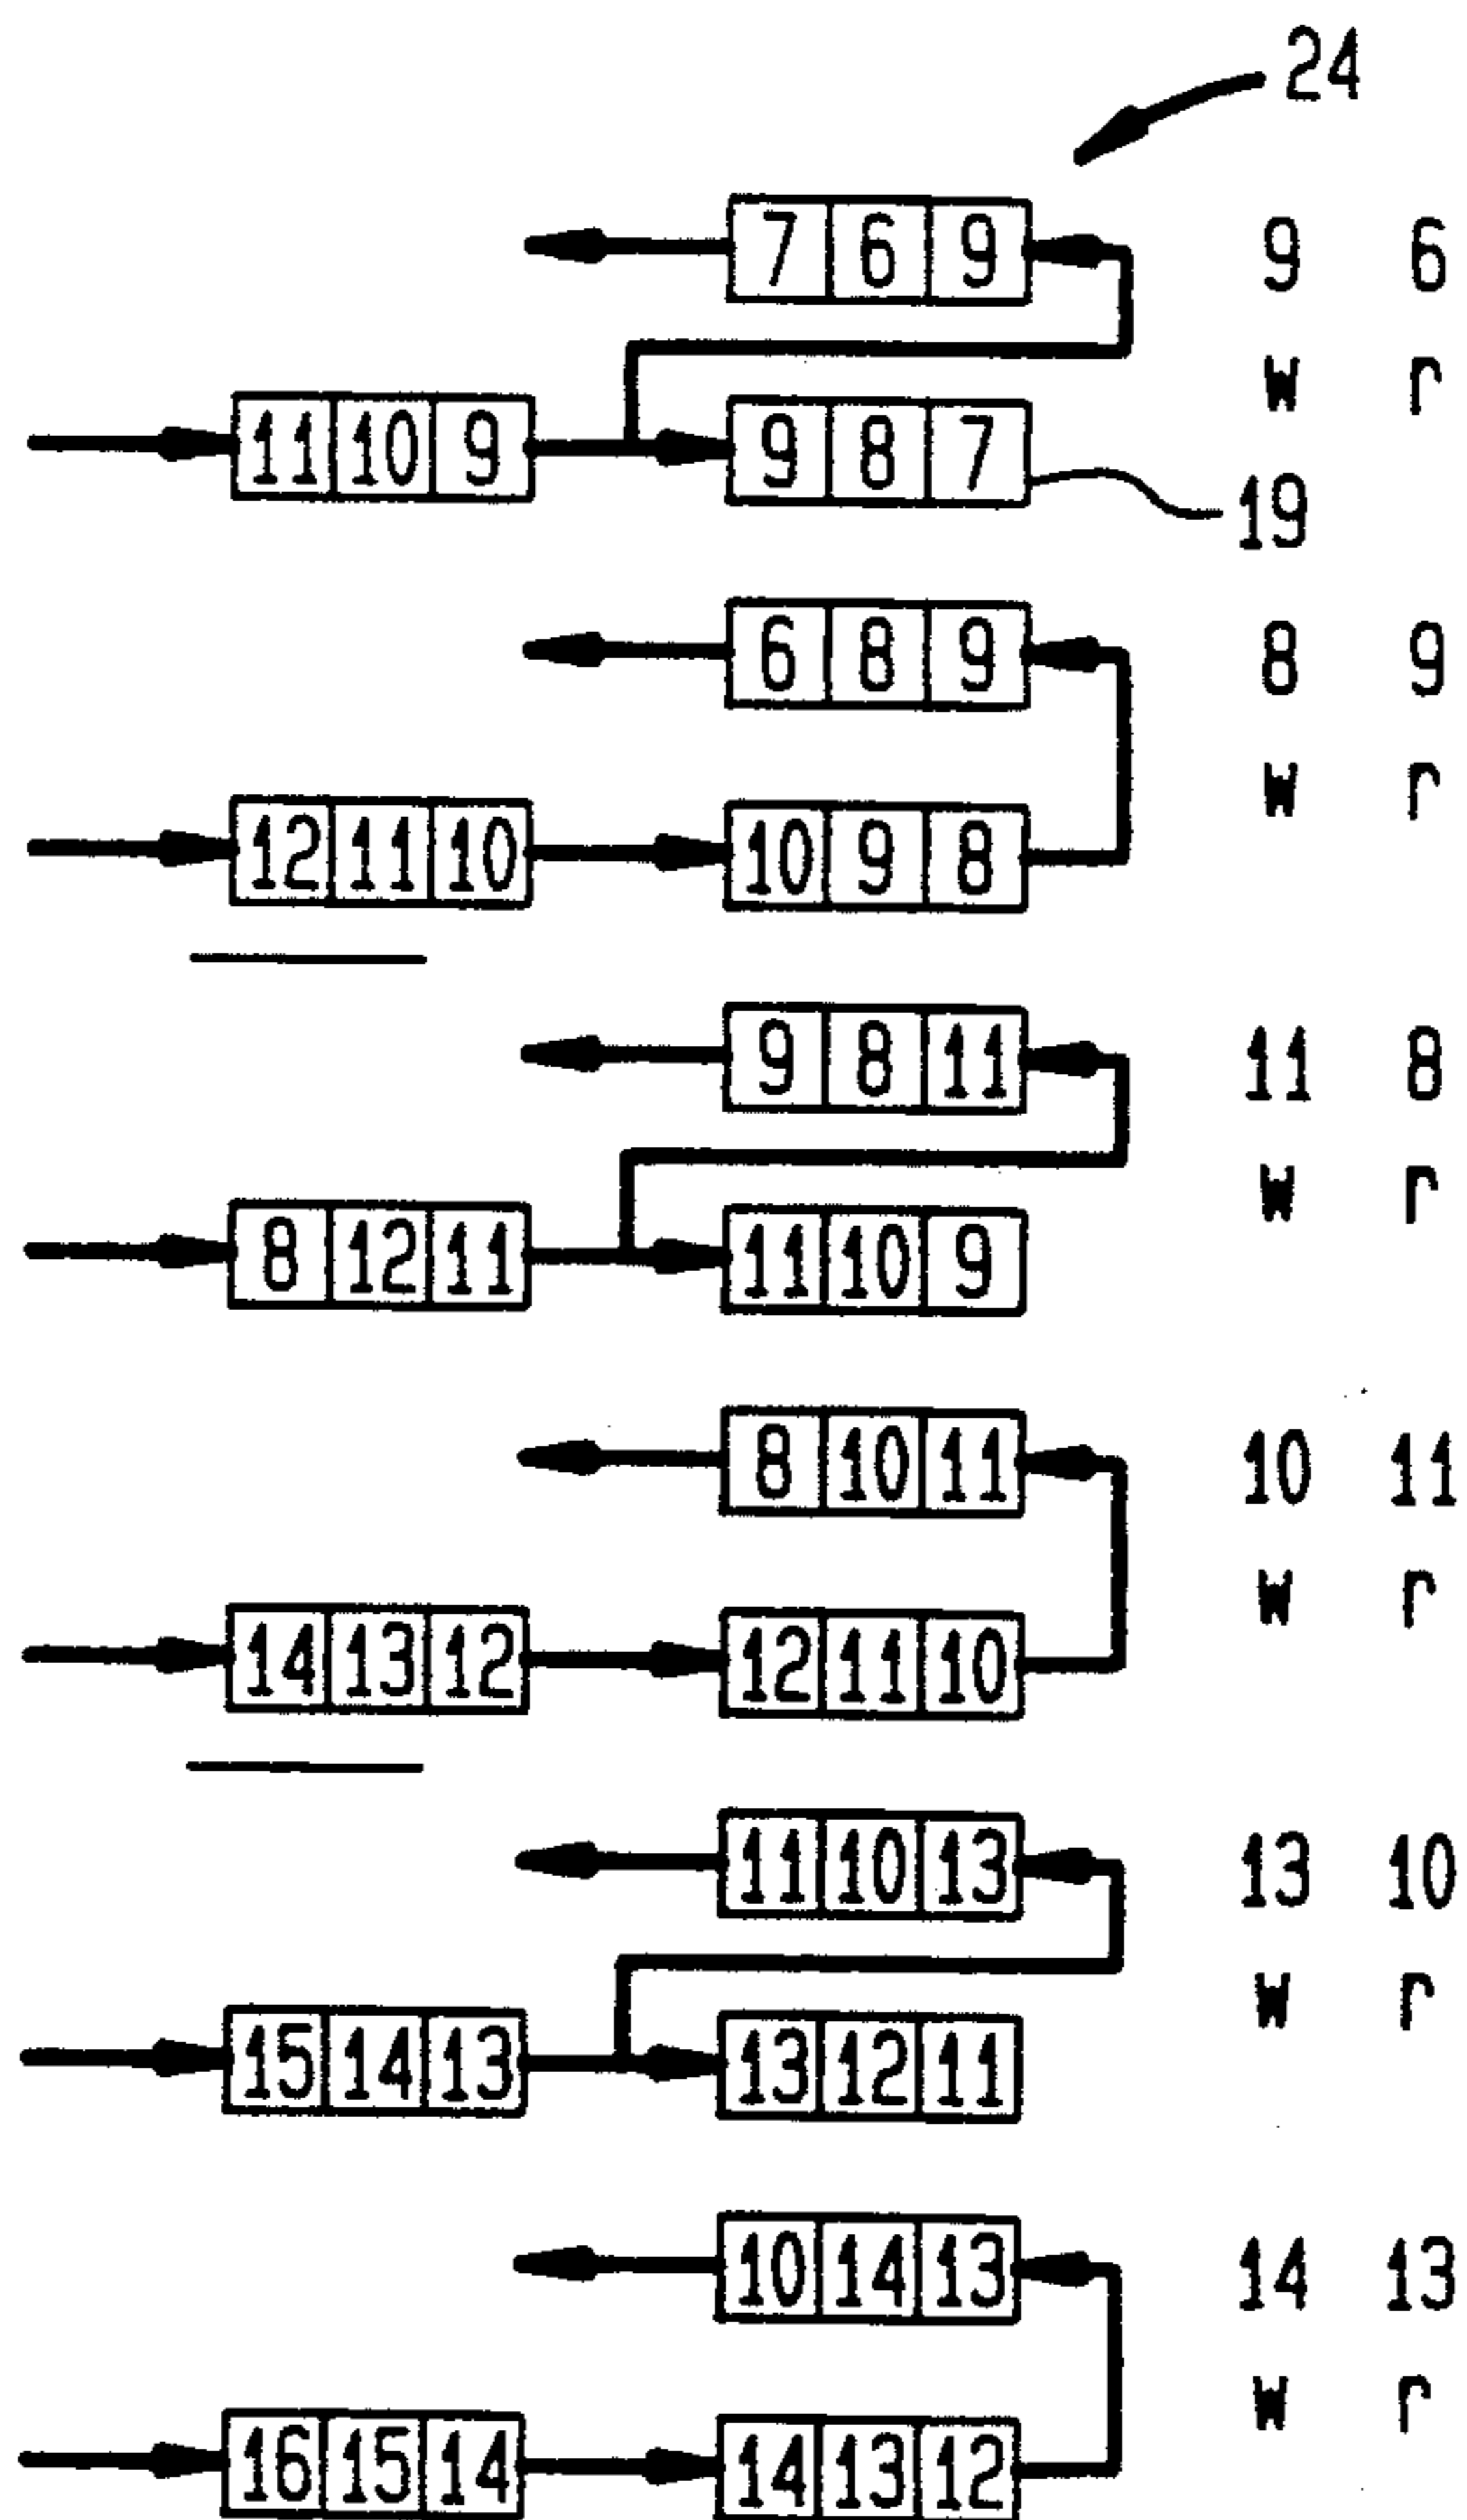 24
7 6 9 9 6
w r
11 10 9 9 8 7
19
6 8 9 8 9
w r
12 11 10 10 9 8
9 8 11 11 8
w r
8 12 11 11 10 9
8 10 11 10 11
w r
14 13 12 12 11 10
11 10 13 13 10
w r
15 14 13 13 12 11
10 14 13 14 13
w r
16 15 14 14 13 12